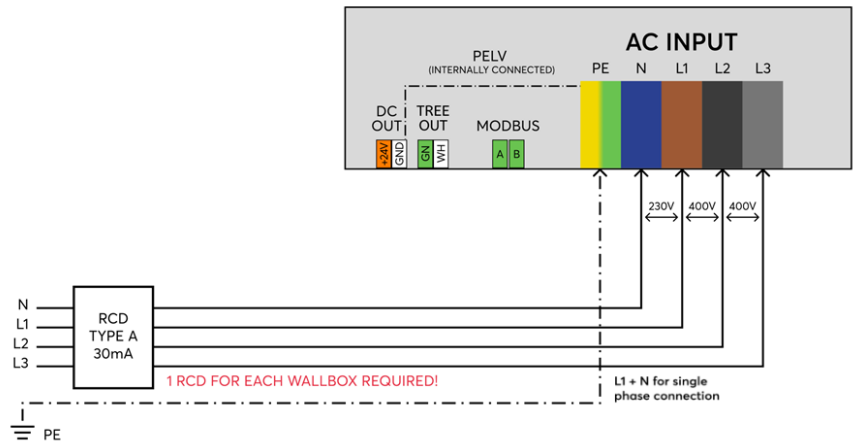 AC INPUT
PELV
(INTERNALLY CONNECTED)
PE N L1 L2 L3
DC OUT
TREE OUT
MODBUS
+24V
GND
GN
WH
A B
230V 400V 400V
N
L1
L2
L3
RCD
TYPE A
30mA
1 RCD FOR EACH WALLBOX REQUIRED!
L1 + N for single
phase connection
PE